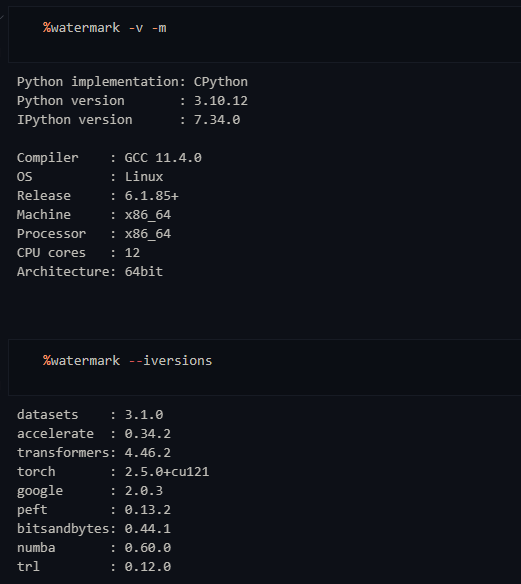 %watermark -v -m
Python implementation: CPython
Python version       : 3.10.12
IPython version      : 7.34.0
Compiler    : GCC 11.4.0
OS          : Linux
Release     : 6.1.85+
Machine     : x86_64
Processor   : x86_64
CPU cores   : 12
Architecture: 64bit
%watermark --iversions
datasets    : 3.1.0
accelerate  : 0.34.2
transformers: 4.46.2
torch       : 2.5.0+cu121
google      : 2.0.3
peft        : 0.13.2
bitsandbytes: 0.44.1
numba       : 0.60.0
trl         : 0.12.0